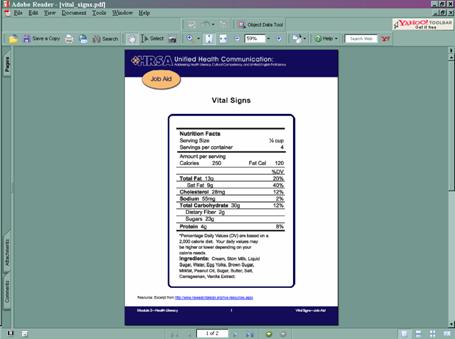 Adobe Reader - [vital_signs.pdf]
File Edit View Document Tools Window Help
Object Data Tool
YAHOO! TOOLBAR
Get it free
Save a Copy Search Select 59% Help Search Web
Pages
HRSA Unified Health Communication:
Addressing Health Literacy, Cultural Competency, and Limited English Proficiency
Job Aid
Vital Signs
Nutrition Facts
Serving Size ½ cup
Servings per container 4
Amount per serving
Calories 250 Fat Cal 120
%DV
Total Fat 13g 20%
Sat Fat 9g 40%
Cholesterol 28mg 12%
Sodium 55mg 2%
Total Carbohydrate 30g 12%
Dietary Fiber 2g
Sugars 23g
Protein 4g 8%
*Percentage Daily Values (DV) are based on a
2,000 calorie diet. Your daily values may
be higher or lower depending on your
calorie needs.
Ingredients: Cream, Skim Milk, Liquid
Sugar, Water, Egg Yolks, Brown Sugar,
Milkfat, Peanut Oil, Sugar, Butter, Salt,
Carrageenan, Vanilla Extract
Attachments
Comments
Resource: Excerpt from
Module 3—Health Literacy 1 Vital Signs—Job Aid
1 of 2